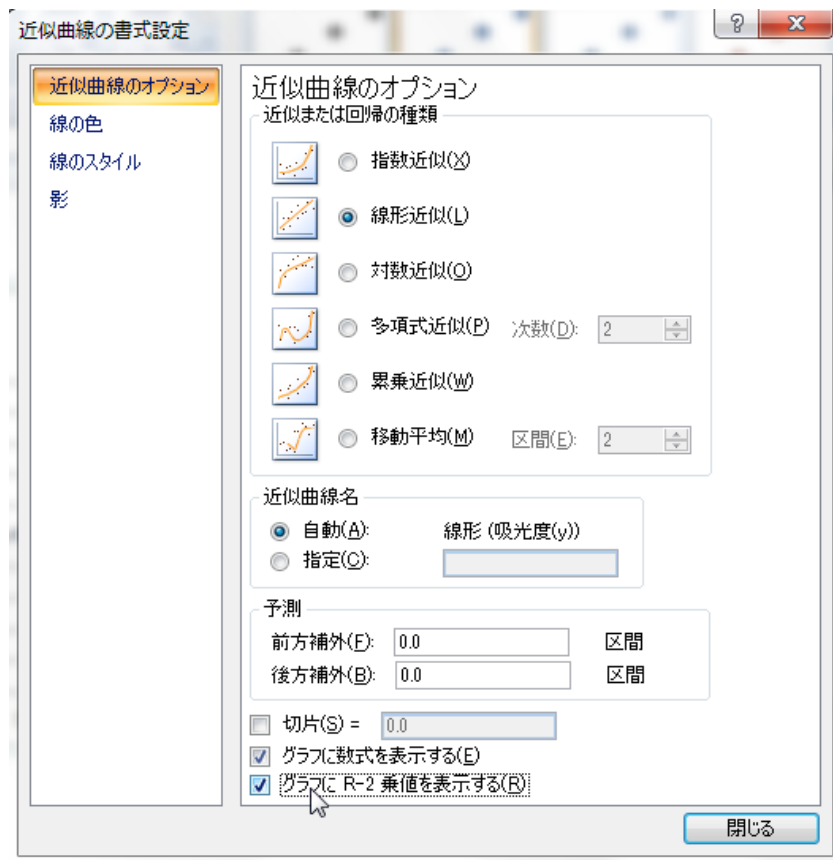 近似曲線の書式設定
近似曲線のオプション
線の色
線のスタイル
影
近似曲線のオプション
近似または回帰の種類
指数近似(X)
線形近似(L)
対数近似(O)
多項式近似(P) 次数(D): 2
累乗近似(W)
移動平均(M) 区間(E): 2
近似曲線名
自動(A): 線形 (吸光度(y))
指定(C):
予測
前方補外(F): 0.0 区間
後方補外(B): 0.0 区間
切片(S) = 0.0
グラフに数式を表示する(E)
グラフに R-2 乗値を表示する(R)
閉じる